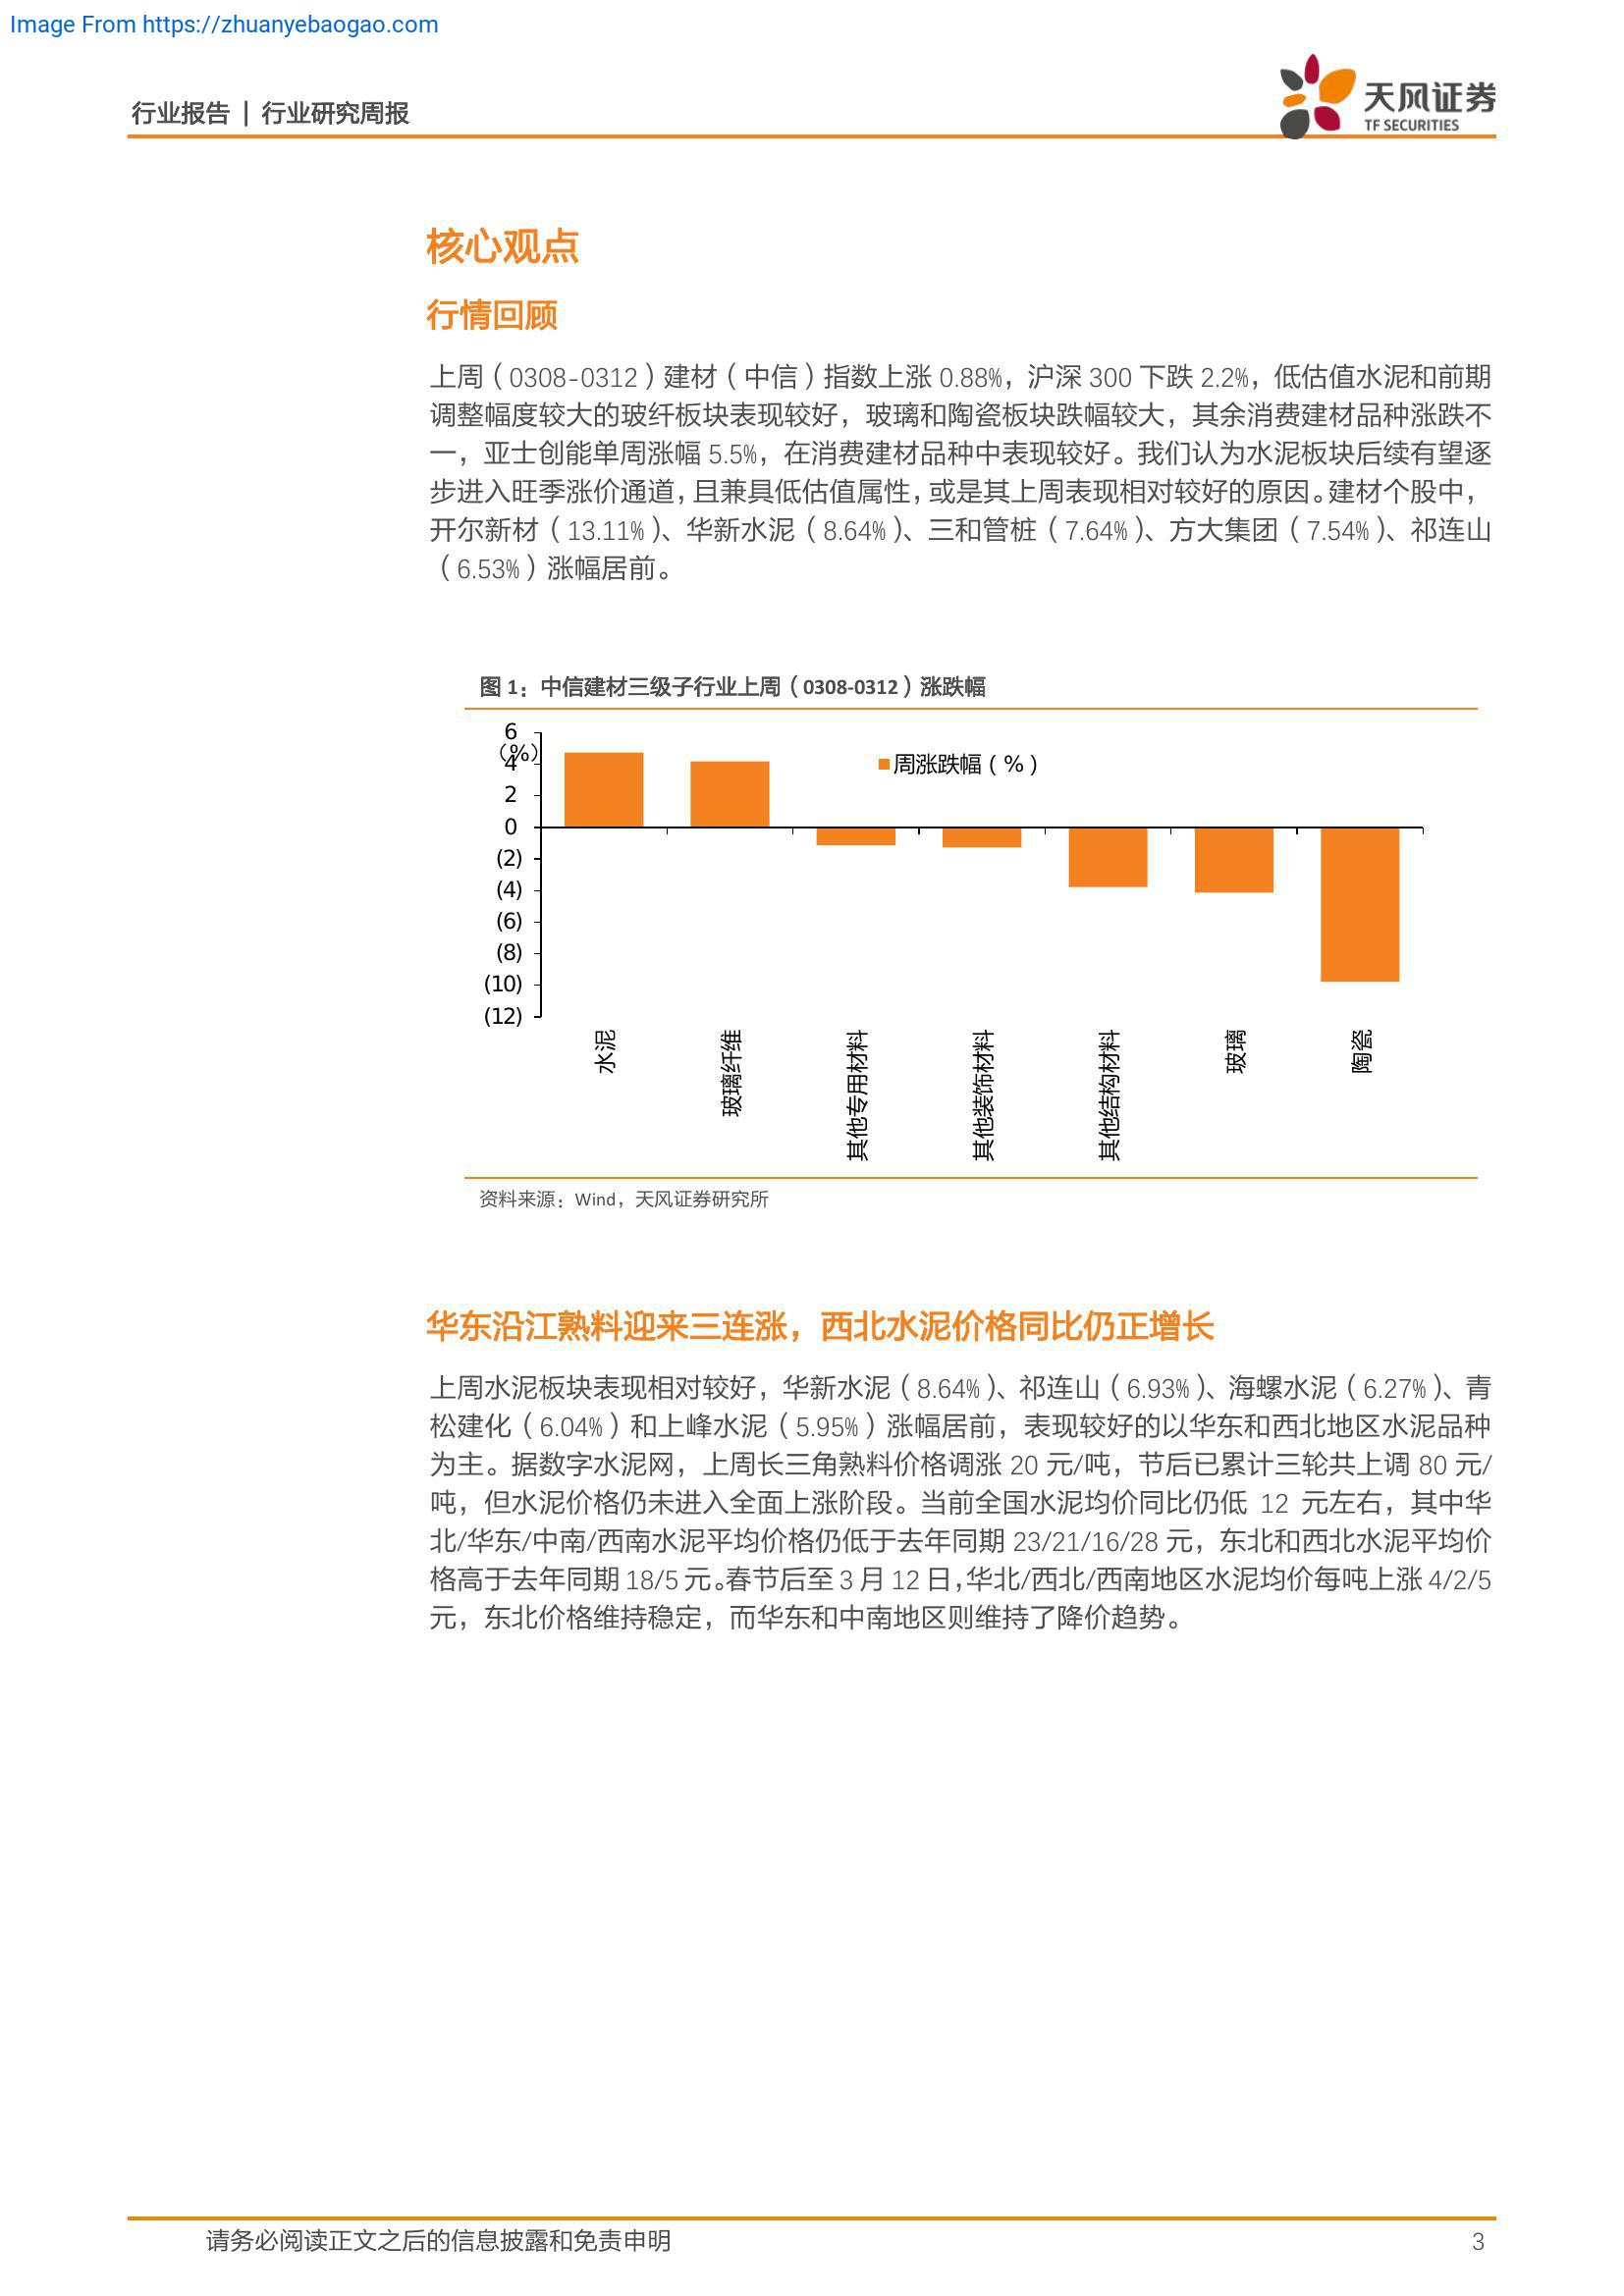 Image From https://zhuanyebaogao.com
行业报告 | 行业研究周报
天风证券
TF SECURITIES
核心观点
行情回顾
上周（0308-0312）建材（中信）指数上涨 0.88%，沪深 300 下跌 2.2%，低估值水泥和前期
调整幅度较大的玻纤板块表现较好，玻璃和陶瓷板块跌幅较大，其余消费建材品种涨跌不
一，亚士创能单周涨幅 5.5%，在消费建材品种中表现较好。我们认为水泥板块后续有望逐
步进入旺季涨价通道，且兼具低估值属性，或是其上周表现相对较好的原因。建材个股中，
开尔新材（13.11%）、华新水泥（8.64%）、三和管桩（7.64%）、方大集团（7.54%）、祁连山
（6.53%）涨幅居前。
图 1：中信建材三级子行业上周（0308-0312）涨跌幅
6
（%）
4
2
0
(2)
(4)
(6)
(8)
(10)
(12)
周涨跌幅（%）
水泥
玻璃纤维
其他专用材料
其他装饰材料
其他结构材料
玻璃
陶瓷
资料来源：Wind，天风证券研究所
华东沿江熟料迎来三连涨，西北水泥价格同比仍正增长
上周水泥板块表现相对较好，华新水泥（8.64%）、祁连山（6.93%）、海螺水泥（6.27%）、青
松建化（6.04%）和上峰水泥（5.95%）涨幅居前，表现较好的以华东和西北地区水泥品种
为主。据数字水泥网，上周长三角熟料价格调涨 20 元/吨，节后已累计三轮共上调 80 元/
吨，但水泥价格仍未进入全面上涨阶段。当前全国水泥均价同比仍低 12 元左右，其中华
北/华东/中南/西南水泥平均价格仍低于去年同期 23/21/16/28 元，东北和西北水泥平均价
格高于去年同期 18/5 元。春节后至 3 月 12 日，华北/西北/西南地区水泥均价每吨上涨 4/2/5
元，东北价格维持稳定，而华东和中南地区则维持了降价趋势。
请务必阅读正文之后的信息披露和免责申明
3